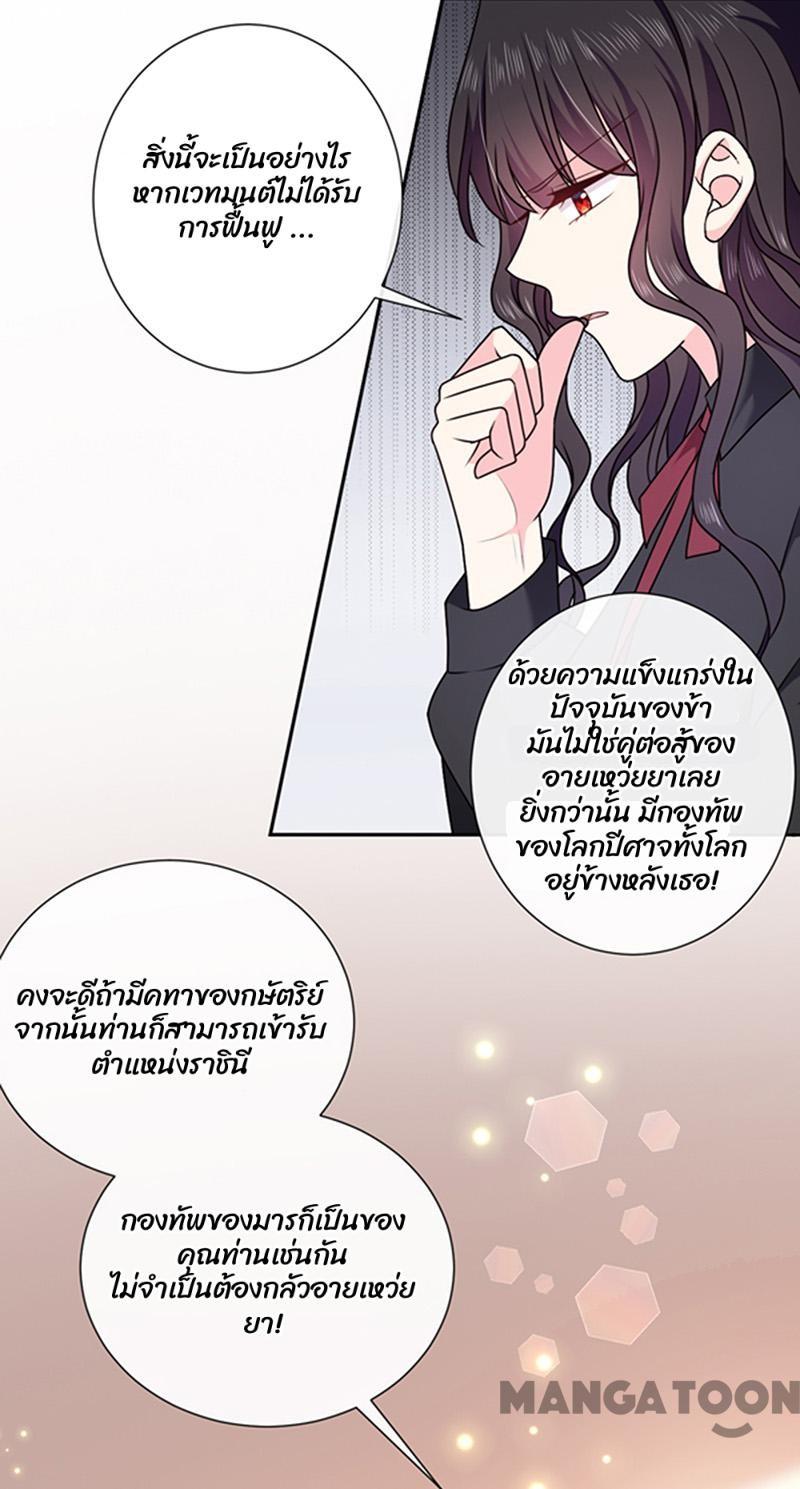 สิ่งนี้จะเป็นอย่างไร
หากเวทมนต์ไม่ได้รับ
การฟื้นฟู ...
ด้วยความแข็งแกร่งใน
ปัจจุบันของข้า
มันไม่ใช่คู่ต่อสู้ของ
อายเหว่ยยาเลย
ยิ่งกว่านั้น มีกองทัพ
ของโลกปีศาจทั้งโลก
อยู่ข้างหลังเธอ!
คงจะดีถ้ามีคทาของกษัตริย์
จากนั้นท่านก็สามารถเข้ารับ
ตำแหน่งราชินี
กองทัพของมารก็เป็นของ
คุณท่านเช่นกัน
ไม่จำเป็นต้องกลัวอายเหว่ย
ยา!
MANGATOON